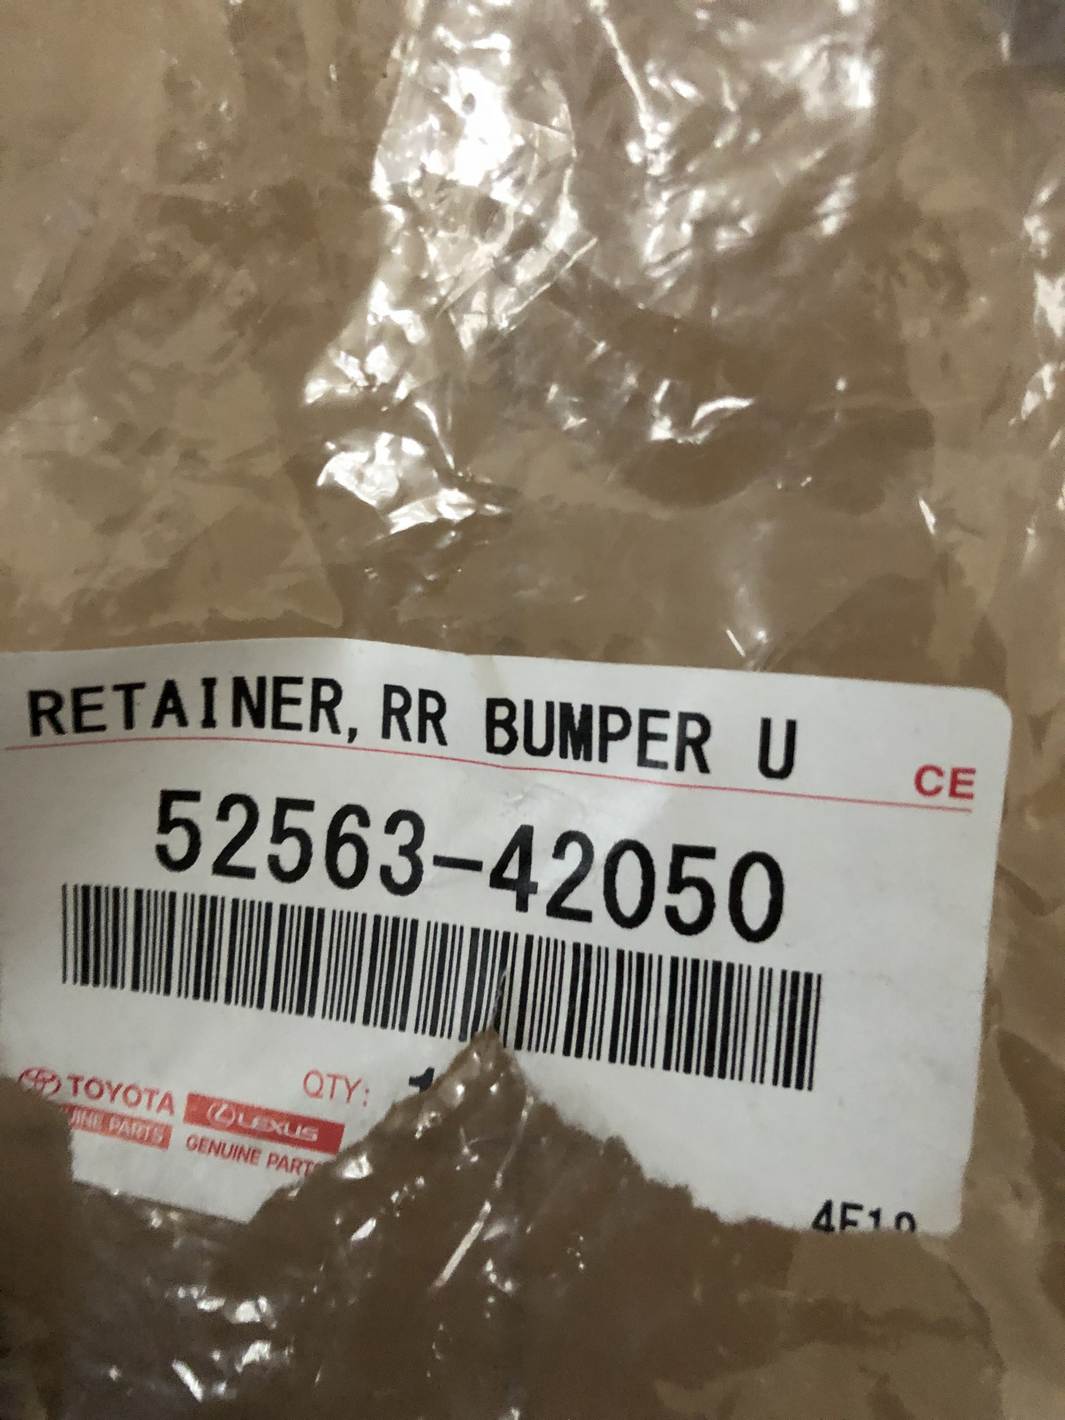 RETAINER, RR BUMPER U
CE
52563-42050
QTY:
TOYOTA
LEXUS
PARTS
GENUINE